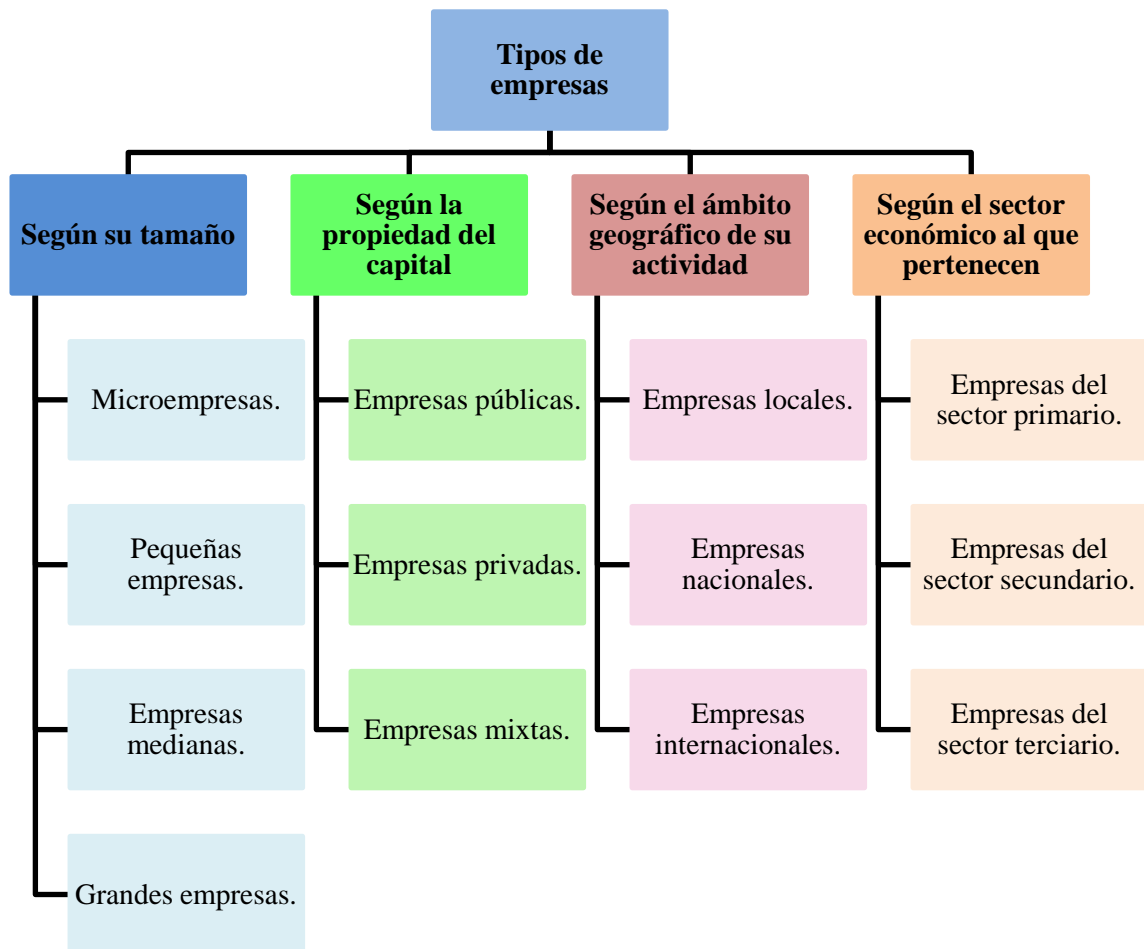 Tipos de
empresas
Según su tamaño
Según la
propiedad del
capital
Según el ámbito
geográfico de su
actividad
Según el sector
económico al que
pertenecen
Microempresas.
Pequeñas
empresas.
Empresas
medianas.
Grandes empresas.
Empresas públicas.
Empresas privadas.
Empresas mixtas.
Empresas locales.
Empresas
nacionales.
Empresas
internacionales.
Empresas del
sector primario.
Empresas del
sector secundario.
Empresas del
sector terciario.